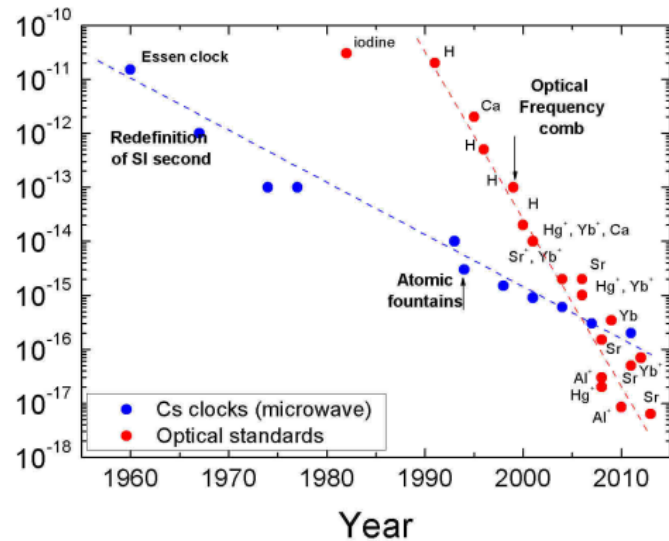 10⁻¹⁰
10⁻¹¹
10⁻¹²
10⁻¹³
10⁻¹⁴
10⁻¹⁵
10⁻¹⁶
10⁻¹⁷
10⁻¹⁸
Essen clock
iodine
H
Optical
Frequency
comb
Ca
Redefinition
of SI second
H
H
H
Hg⁺, Yb⁺, Ca
Sr⁺, Yb⁺
Sr
Hg⁺, Yb⁺
Atomic
fountains
Yb
Sr
Al⁺
Sr
Yb⁺
Hg⁺
Al⁺
Sr
Cs clocks (microwave)
Optical standards
1960
1970
1980
1990
2000
2010
Year